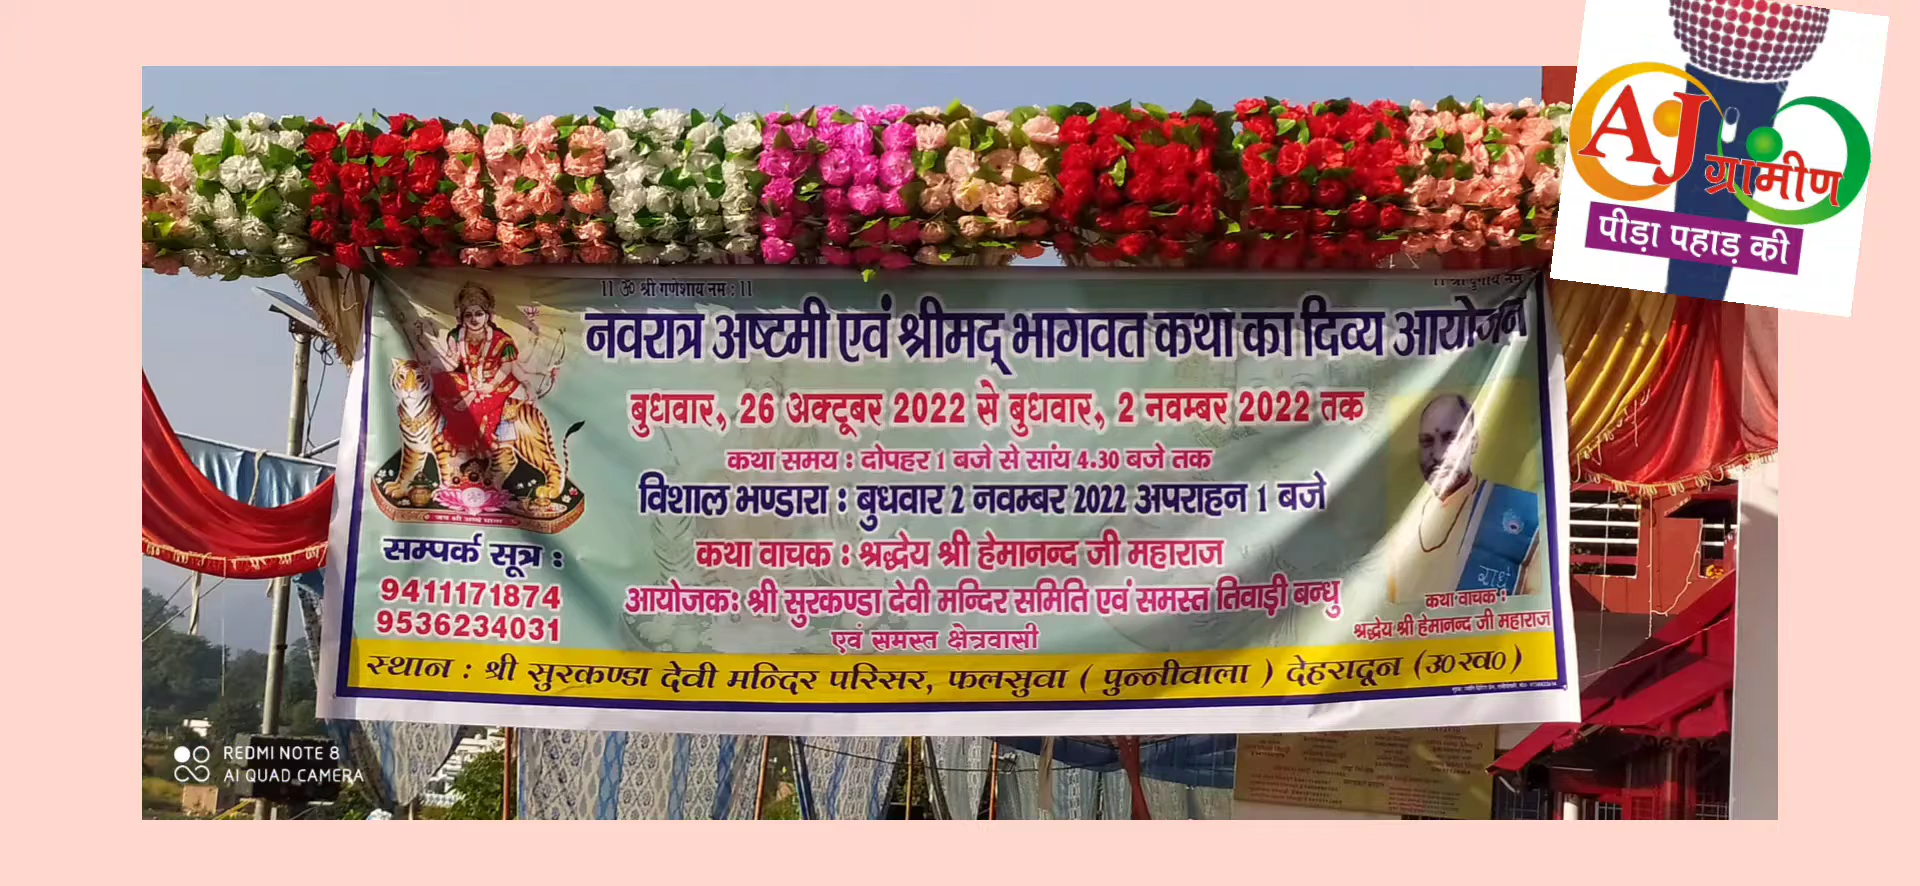 AJ ग्रामीण
पीड़ा पहाड़ की
।। ॐ श्री गणेशाय नम : ।।
।। श्री दुर्गाय नम
नवरात्र अष्टमी एवं श्रीमद् भागवत कथा का दिव्य आयोजन
बुधवार, 26 अक्टूबर 2022 से बुधवार, 2 नवम्बर 2022 तक
कथा समय : दोपहर 1 बजे से सांय 4.30 बजे तक
विशाल भण्डारा : बुधवार 2 नवम्बर 2022 अपराहन 1 बजे
कथा वाचक : श्रद्धेय श्री हेमानन्द जी महाराज
आयोजक: श्री सुरकण्डा देवी मन्दिर समिति एवं समस्त तिवाड़ी बन्धु
एवं समस्त क्षेत्रवासी
सम्पर्क सूत्र :
9411171874
9536234031
राधे
कथा वाचक :
श्रद्धेय श्री हेमानन्द जी महाराज
स्थान : श्री सुरकण्डा देवी मन्दिर परिसर, फलसुवा ( पुन्नीवाला ) देहरादून (उ०ख०)
REDMI NOTE 8
AI QUAD CAMERA